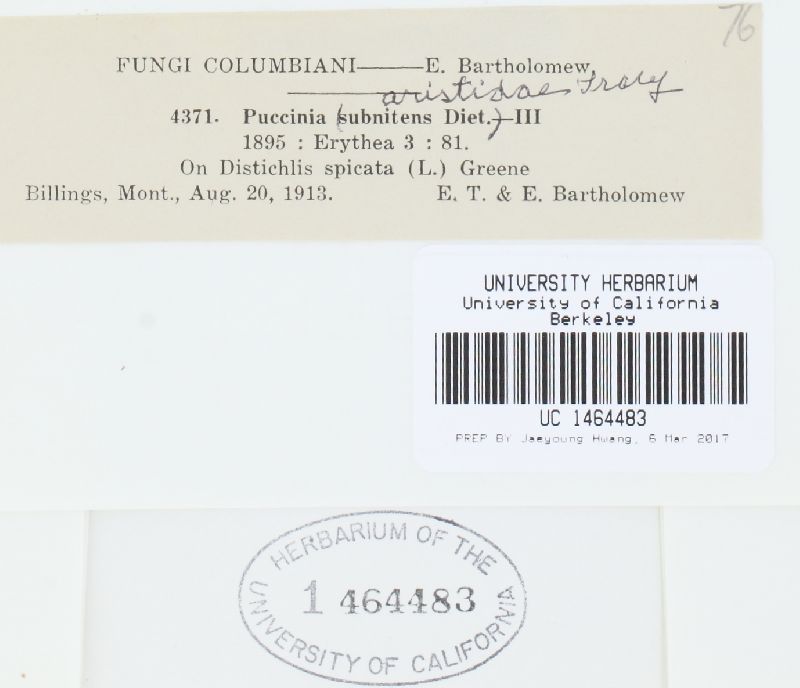 76
FUNGI COLUMBIANI——E. Bartholomew
aristidae Tracy
4371. Puccinia (subnitens Diet.)—III
1895 : Erythea 3 : 81.
On Distichlis spicata (L.) Greene
Billings, Mont., Aug. 20, 1913. E. T. & E. Bartholomew
UNIVERSITY HERBARIUM
University of California
Berkeley
UC 1464483
PREP BY Jaeyoung Hwang, 6 Mar 2017
HERBARIUM OF THE
1 464483
UNIVERSITY OF CALIFORNIA